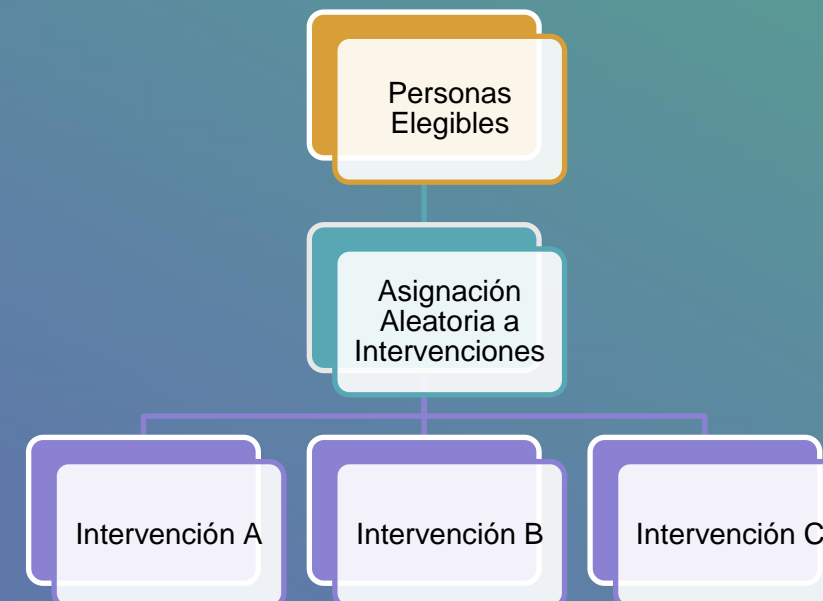 Personas
Elegibles
Asignación
Aleatoria a
Intervenciones
Intervención A
Intervención B
Intervención C